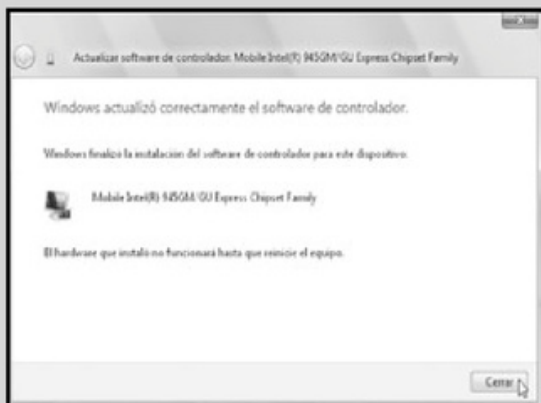 Actualizar software de controlador: Mobile Intel(R) 945GM/GU Express Chipset Family
Windows actualizó correctamente el software de controlador.
Windows finalizó la instalación del software de controlador para este dispositivo:
Mobile Intel(R) 945GM/GU Express Chipset Family
El hardware que instaló no funcionará hasta que reinicie el equipo.
Cerrar